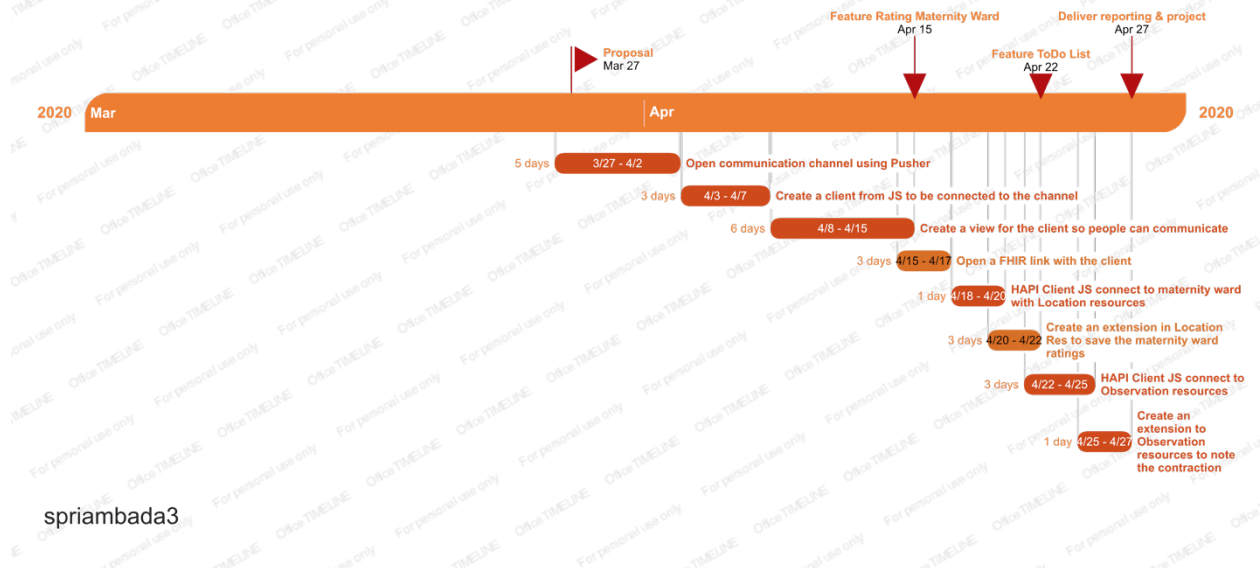 Feature Rating Maternity Ward
Apr 15
Deliver reporting & project
Apr 27
Proposal
Mar 27
Feature ToDo List
Apr 22
2020
Mar
Apr
2020
5 days
3/27 - 4/2
Open communication channel using Pusher
3 days
4/3 - 4/7
Create a client from JS to be connected to the channel
6 days
4/8 - 4/15
Create a view for the client so people can communicate
3 days
4/15 - 4/17
Open a FHIR link with the client
1 day
4/18 - 4/20
HAPI Client JS connect to maternity ward
with Location resources
3 days
4/20 - 4/22
Create an extension in Location
Res to save the maternity ward
ratings
3 days
4/22 - 4/25
HAPI Client JS connect to
Observation resources
1 day
4/25 - 4/27
Create an
extension to
Observation
resources to note
the contraction
spriambada3
For personal use only
Office TIMELINE